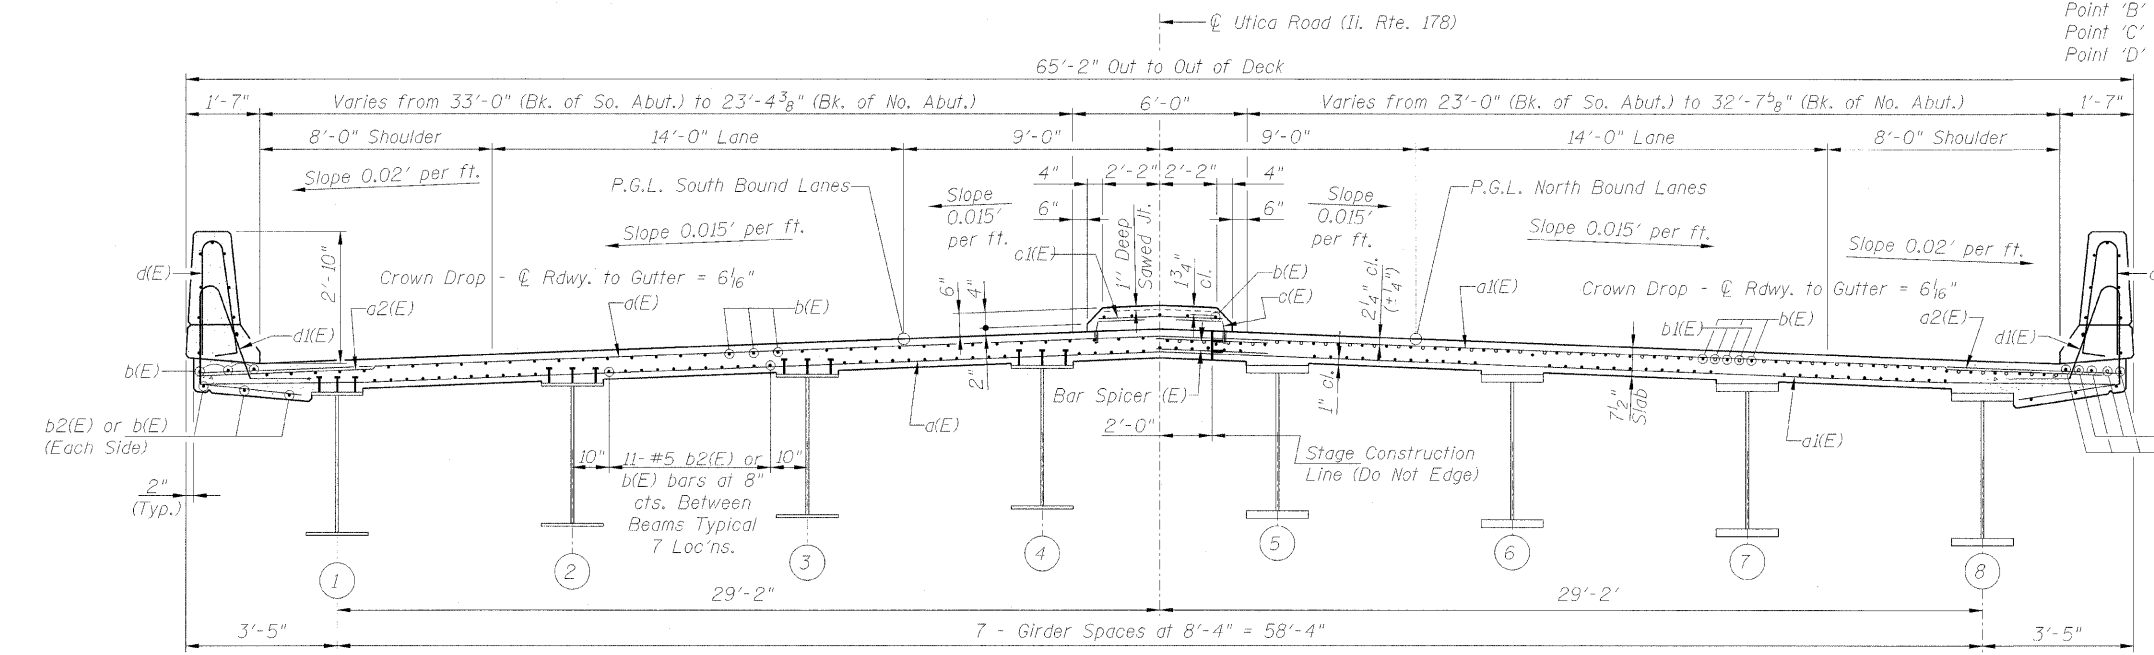 ℄ Utica Road (Il. Rte. 178)
Point 'B'
Point 'C'
Point 'D'
65'-2" Out to Out of Deck
1'-7"
Varies from 33'-0" (Bk. of So. Abut.) to 23'-4 3/8" (Bk. of No. Abut.)
6'-0"
Varies from 23'-0" (Bk. of So. Abut.) to 32'-7 5/8" (Bk. of No. Abut.)
1'-7"
8'-0" Shoulder
14'-0" Lane
9'-0"
9'-0"
14'-0" Lane
8'-0" Shoulder
Slope 0.02' per ft.
P.G.L. South Bound Lanes
4"
2'-2"
2'-2"
4"
P.G.L. North Bound Lanes
Slope
0.015'
per ft.
6"
6"
Slope
0.015'
per ft.
Slope 0.015' per ft.
Slope 0.015' per ft.
Slope 0.02' per ft.
c1(E)
1" Deep
Sawed Jt.
1 3/4"
cl.
b(E)
c(E)
2 1/4" cl.
(± 1/4")
d(E)
2'-10"
Crown Drop - ℄ Rdwy. to Gutter = 6 1/16"
a2(E)
a(E)
b(E)
6"
4"
2"
a1(E)
Crown Drop - ℄ Rdwy. to Gutter = 6 1/16"
b1(E)
b(E)
a2(E)
d1(E)
d1(E)
b(E)
b2(E) or b(E)
(Each Side)
a(E)
Bar Spicer (E)
1" cl.
7 1/2"
Slab
a1(E)
2'-0"
Stage Construction
Line (Do Not Edge)
10"
11-#5 b2(E) or
b(E) bars at 8"
cts. Between
Beams Typical
7 Loc'ns.
10"
2"
(Typ.)
1
2
3
4
5
6
7
8
29'-2"
29'-2'
3'-5"
7 - Girder Spaces at 8'-4" = 58'-4"
3'-5"